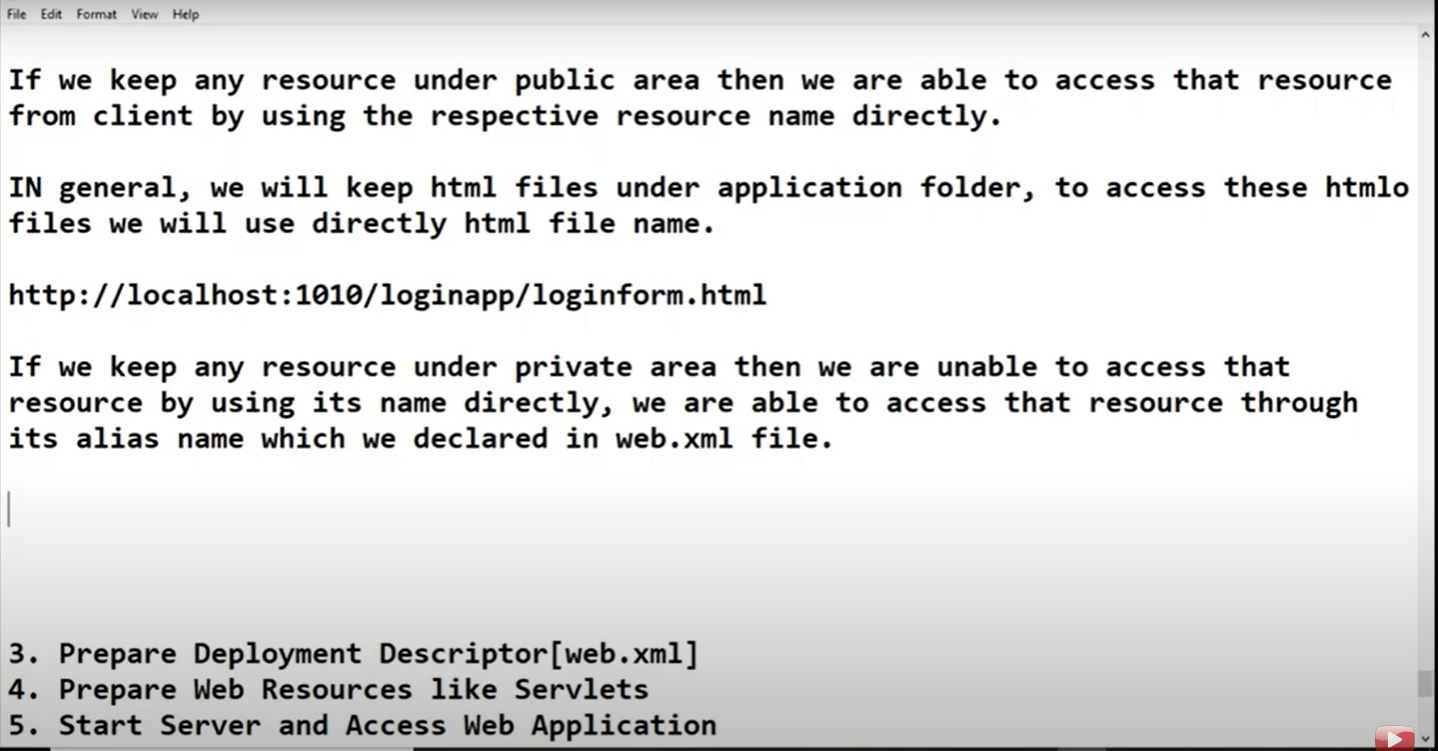 File Edit Format View Help
If we keep any resource under public area then we are able to access that resource
from client by using the respective resource name directly.
IN general, we will keep html files under application folder, to access these htmlo
files we will use directly html file name.
http://localhost:1010/loginapp/loginform.html
If we keep any resource under private area then we are unable to access that
resource by using its name directly, we are able to access that resource through
its alias name which we declared in web.xml file.
3. Prepare Deployment Descriptor[web.xml]
4. Prepare Web Resources like Servlets
5. Start Server and Access Web Application